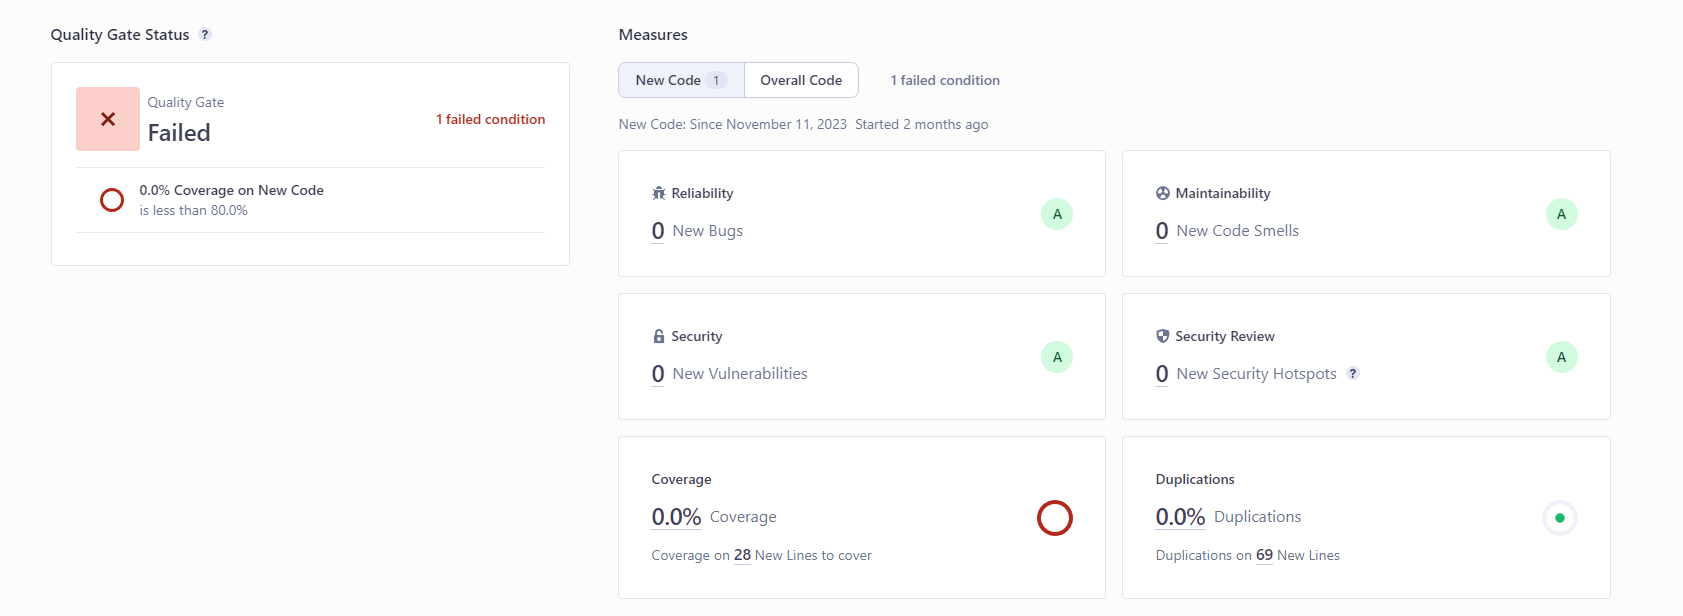 Quality Gate Status ?
Quality Gate
Failed
1 failed condition
0.0% Coverage on New Code
is less than 80.0%
Measures
New Code 1
Overall Code
1 failed condition
New Code: Since November 11, 2023 Started 2 months ago
Reliability
0 New Bugs
A
Maintainability
0 New Code Smells
A
Security
0 New Vulnerabilities
A
Security Review
0 New Security Hotspots ?
A
Coverage
0.0% Coverage
Coverage on 28 New Lines to cover
Duplications
0.0% Duplications
Duplications on 69 New Lines